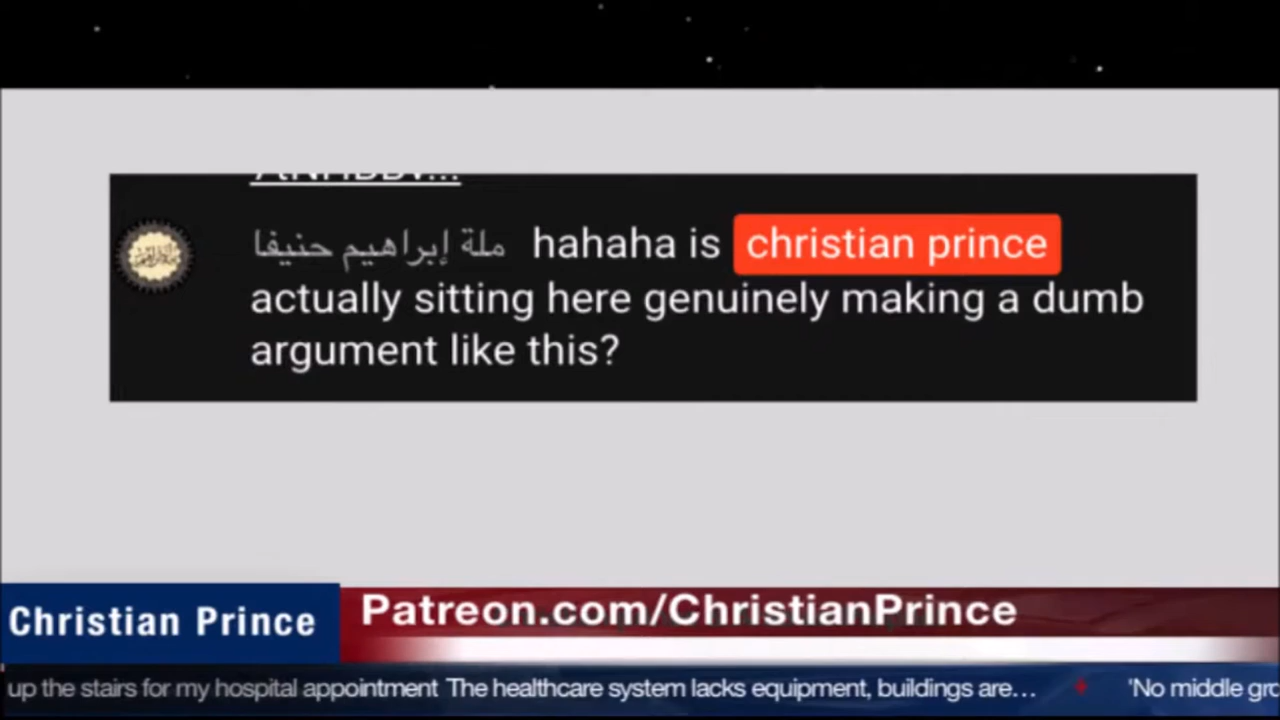 ملة إبراهيم حنيفا hahaha is christian prince
actually sitting here genuinely making a dumb
argument like this?
Christian Prince
Patreon.com/ChristianPrince
up the stairs for my hospital appointment The healthcare system lacks equipment, buildings are... 'No middle